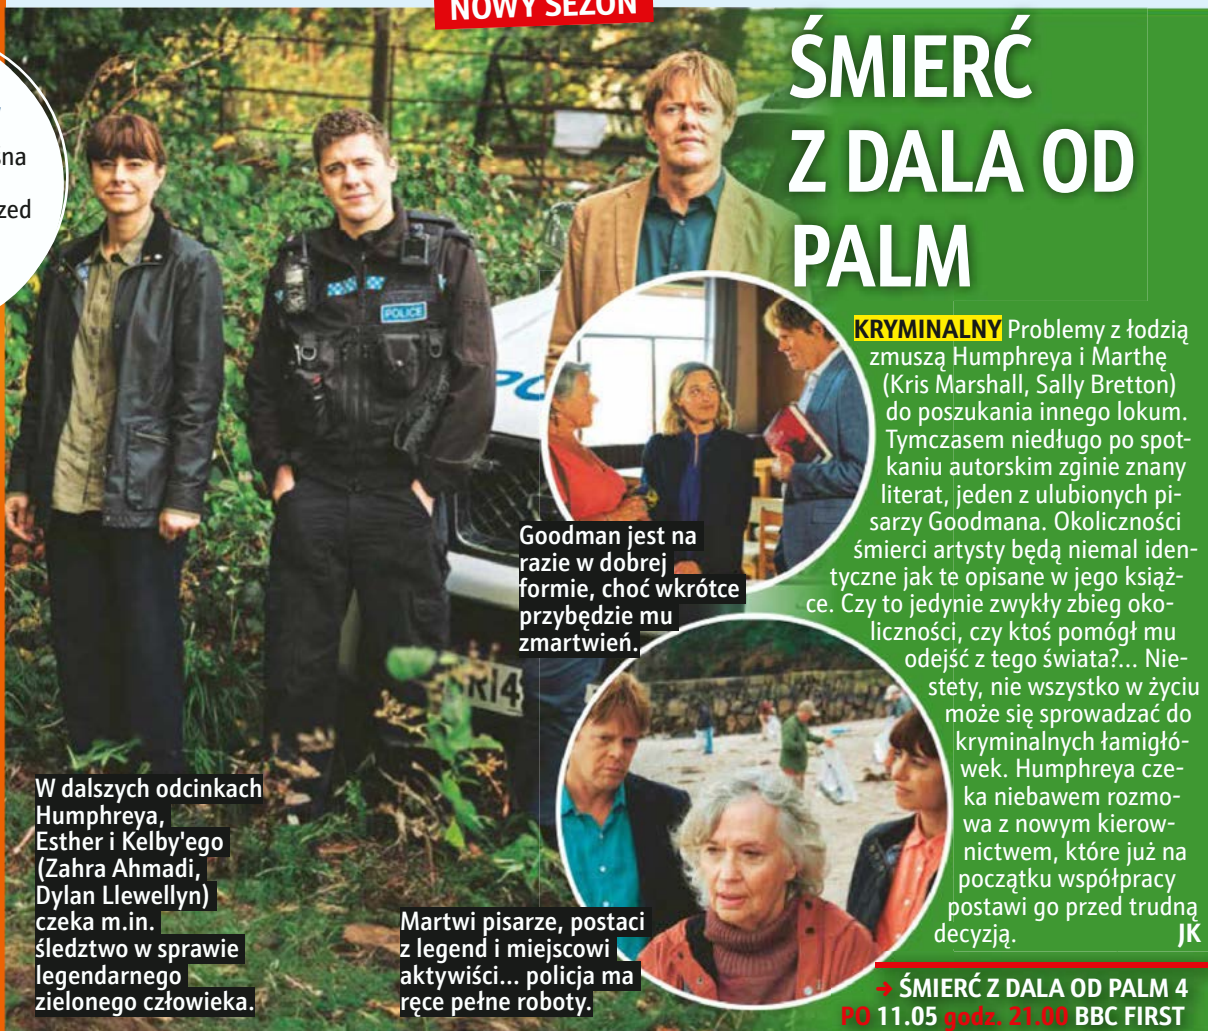 NOWY SEZON
zed
ŚMIERĆ
Z DALA OD
PALM
KRYMINALNY Problemy z łodzią
zmuszą Humphreya i Marthę
(Kris Marshall, Sally Bretton)
do poszukania innego lokum.
Tymczasem niedługo po spot-
kaniu autorskim zginie znany
literat, jeden z ulubionych pi-
sarzy Goodmana. Okoliczności
śmierci artysty będą niemal iden-
tyczne jak te opisane w jego książ-
ce. Czy to jedynie zwykły zbieg oko-
liczności, czy ktoś pomógł mu
odejść z tego świata?... Nie-
stety, nie wszystko w życiu
może się sprowadzać do
kryminalnych łamigłó-
wek. Humphreya cze-
ka niebawem rozmo-
wa z nowym kierow-
nictwem, które już na
początku współpracy
postawi go przed trudną
decyzją. JK
→ ŚMIERĆ Z DALA OD PALM 4
PO 11.05 godz. 21.00 BBC FIRST
POLICE
Goodman jest na
razie w dobrej
formie, choć wkrótce
przybędzie mu
zmartwień.
W dalszych odcinkach
Humphreya,
Esther i Kelby'ego
(Zahra Ahmadi,
Dylan Llewellyn)
czeka m.in.
śledztwo w sprawie
legendarnego
zielonego człowieka.
Martwi pisarze, postaci
z legend i miejscowi
aktywiści... policja ma
ręce pełne roboty.